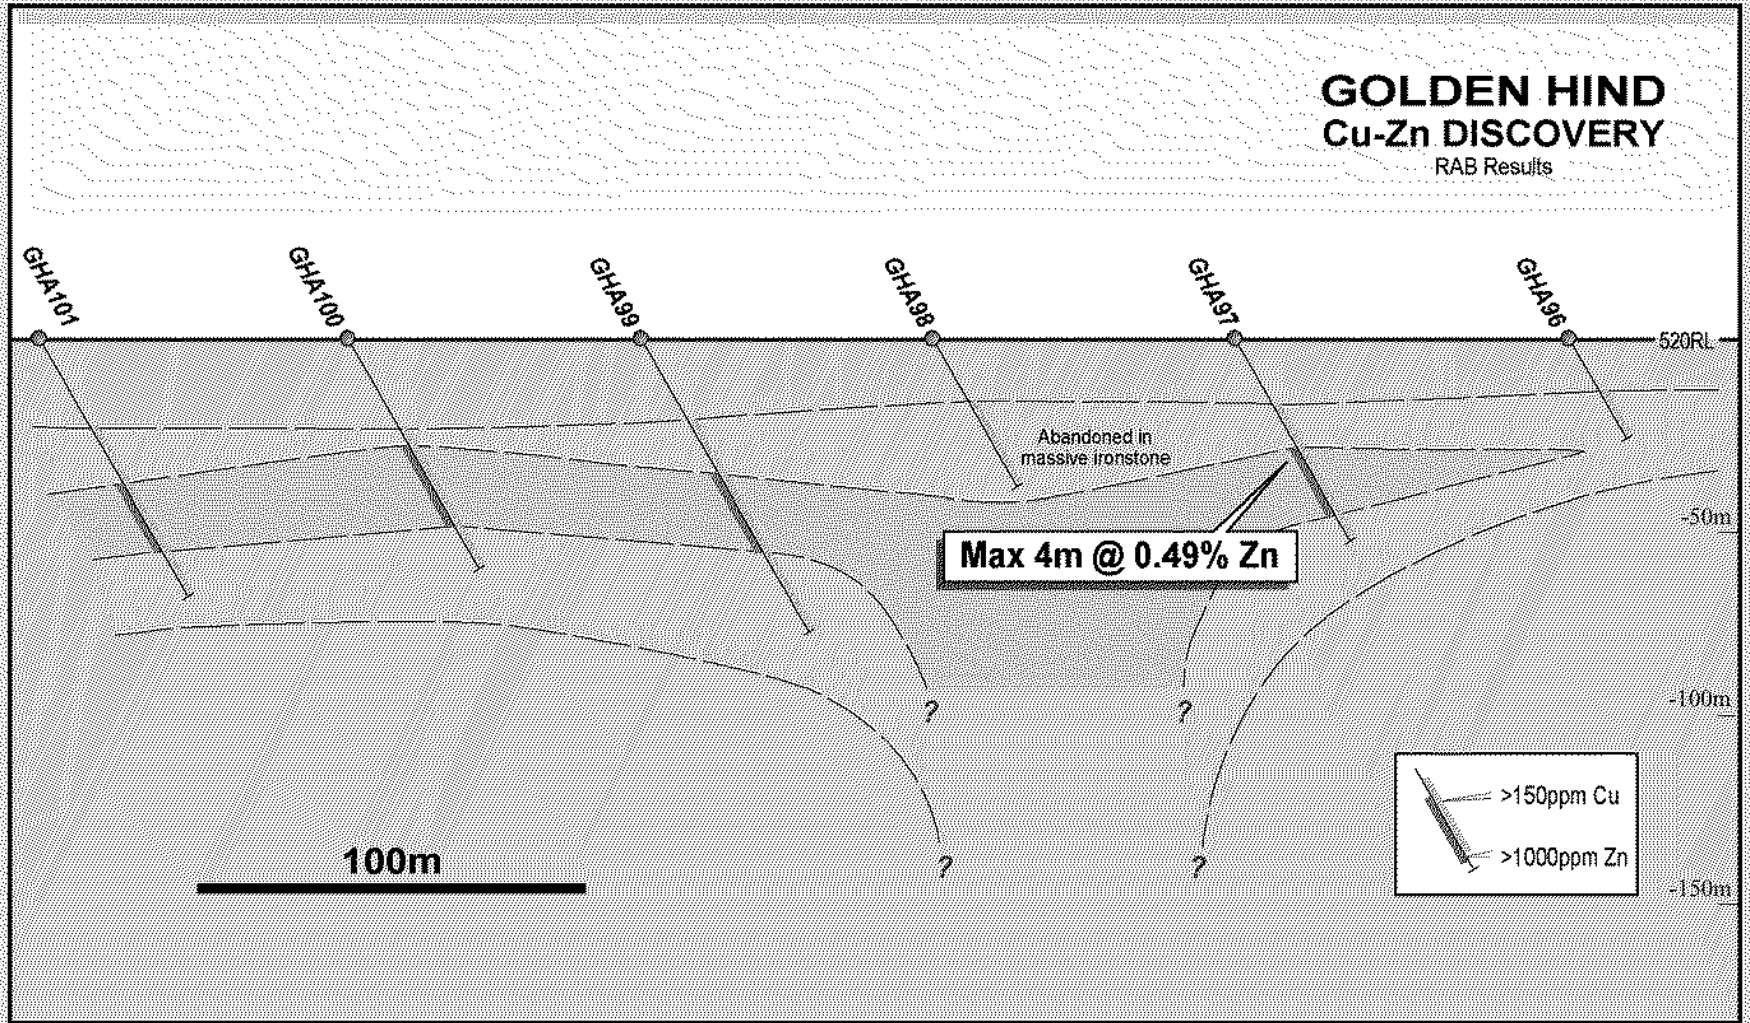 GOLDEN HIND
Cu-Zn DISCOVERY
RAB Results
GHA101
GHA100
GHA99
GHA98
GHA97
GHA96
520RL
Abandoned in
massive ironstone
-50m
Max 4m @ 0.49% Zn
?
?
-100m
>150ppm Cu
>1000ppm Zn
100m
?
?
-150m